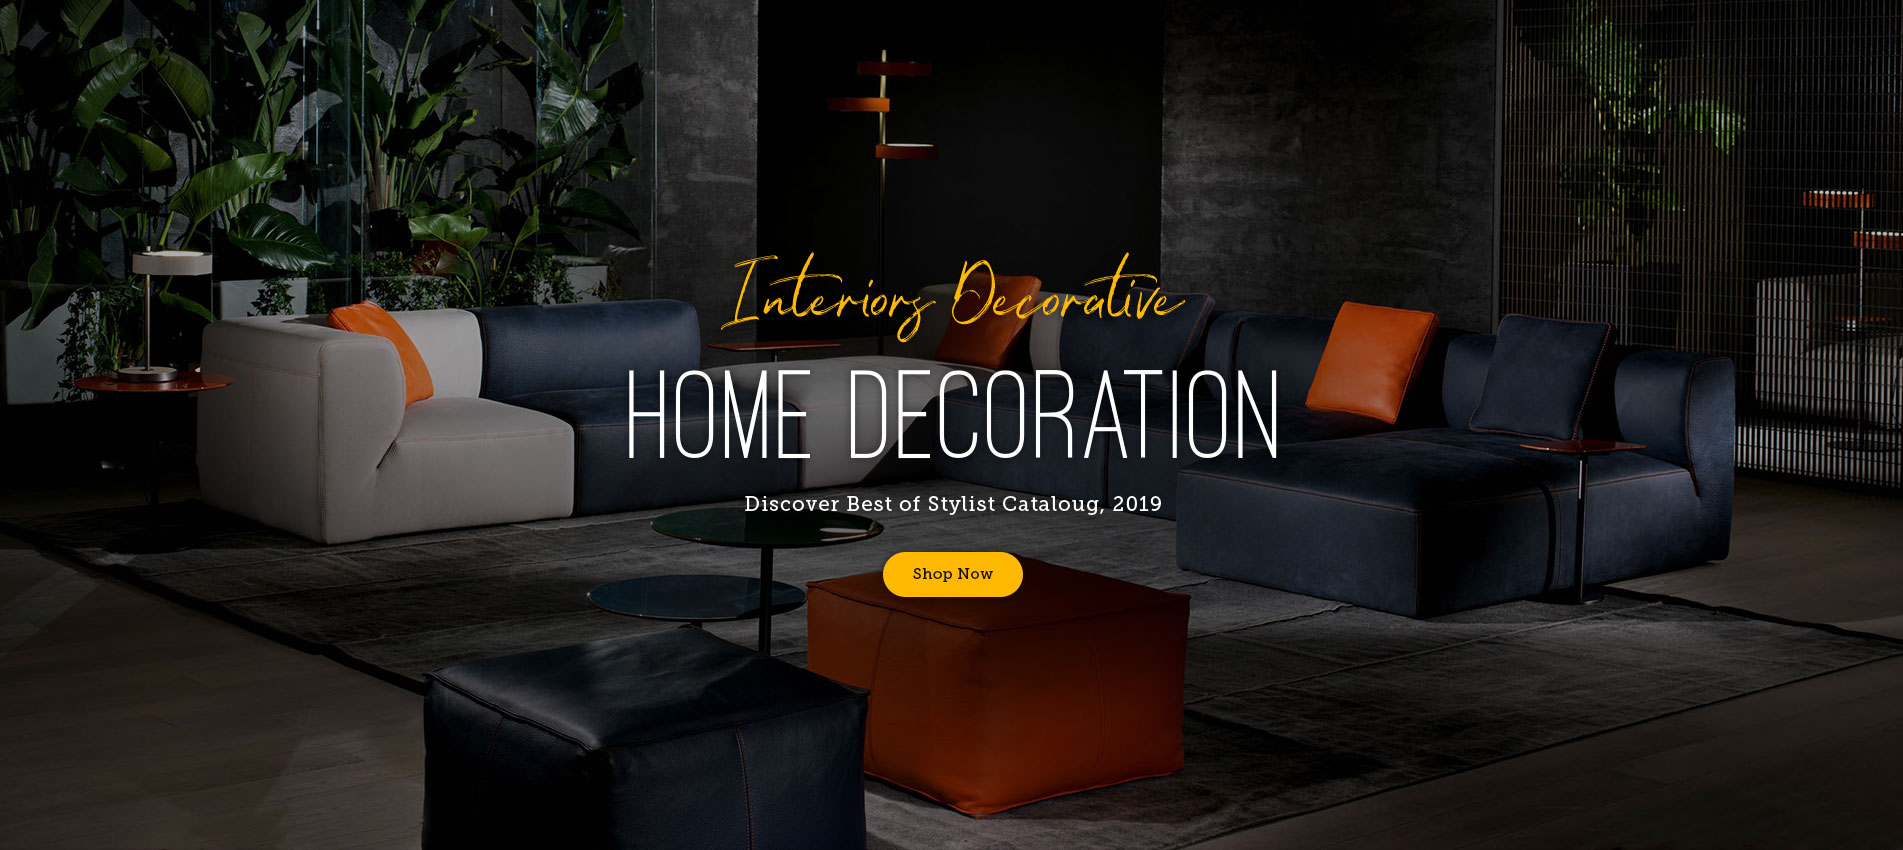 Interiors Decorative
HOME DECORATION
Discover Best of Stylist Cataloug, 2019
Shop Now